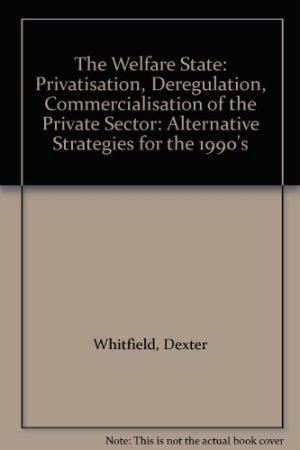 The Welfare State:
Privatisation, Deregulation,
Commercialisation of the
Private Sector: Alternative
Strategies for the 1990's
Whitfield, Dexter
Note: This is not the actual book cover